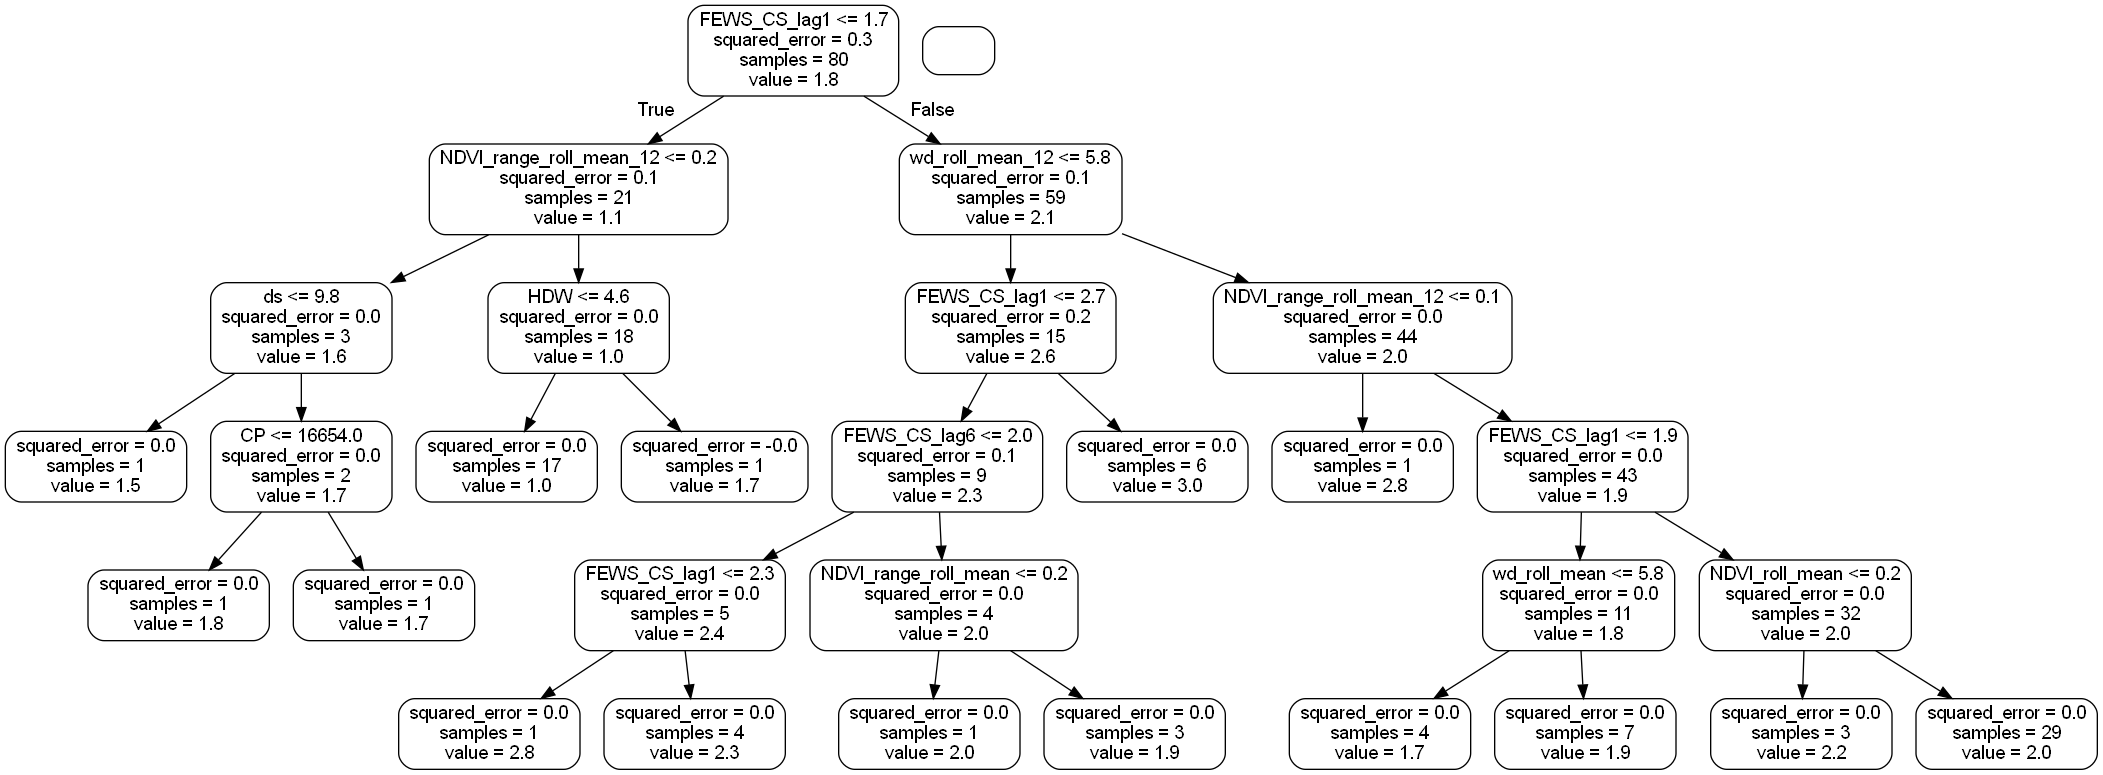 FEWS_CS_lag1 <= 1.7
squared_error = 0.3
samples = 80
value = 1.8
True
False
NDVI_range_roll_mean_12 <= 0.2
squared_error = 0.1
samples = 21
value = 1.1
wd_roll_mean_12 <= 5.8
squared_error = 0.1
samples = 59
value = 2.1
ds <= 9.8
squared_error = 0.0
samples = 3
value = 1.6
HDW <= 4.6
squared_error = 0.0
samples = 18
value = 1.0
FEWS_CS_lag1 <= 2.7
squared_error = 0.2
samples = 15
value = 2.6
NDVI_range_roll_mean_12 <= 0.1
squared_error = 0.0
samples = 44
value = 2.0
squared_error = 0.0
samples = 1
value = 1.5
CP <= 16654.0
squared_error = 0.0
samples = 2
value = 1.7
squared_error = 0.0
samples = 17
value = 1.0
squared_error = -0.0
samples = 1
value = 1.7
FEWS_CS_lag6 <= 2.0
squared_error = 0.1
samples = 9
value = 2.3
squared_error = 0.0
samples = 6
value = 3.0
squared_error = 0.0
samples = 1
value = 2.8
FEWS_CS_lag1 <= 1.9
squared_error = 0.0
samples = 43
value = 1.9
squared_error = 0.0
samples = 1
value = 1.8
squared_error = 0.0
samples = 1
value = 1.7
FEWS_CS_lag1 <= 2.3
squared_error = 0.0
samples = 5
value = 2.4
NDVI_range_roll_mean <= 0.2
squared_error = 0.0
samples = 4
value = 2.0
wd_roll_mean <= 5.8
squared_error = 0.0
samples = 11
value = 1.8
NDVI_roll_mean <= 0.2
squared_error = 0.0
samples = 32
value = 2.0
squared_error = 0.0
samples = 1
value = 2.8
squared_error = 0.0
samples = 4
value = 2.3
squared_error = 0.0
samples = 1
value = 2.0
squared_error = 0.0
samples = 3
value = 1.9
squared_error = 0.0
samples = 4
value = 1.7
squared_error = 0.0
samples = 7
value = 1.9
squared_error = 0.0
samples = 3
value = 2.2
squared_error = 0.0
samples = 29
value = 2.0